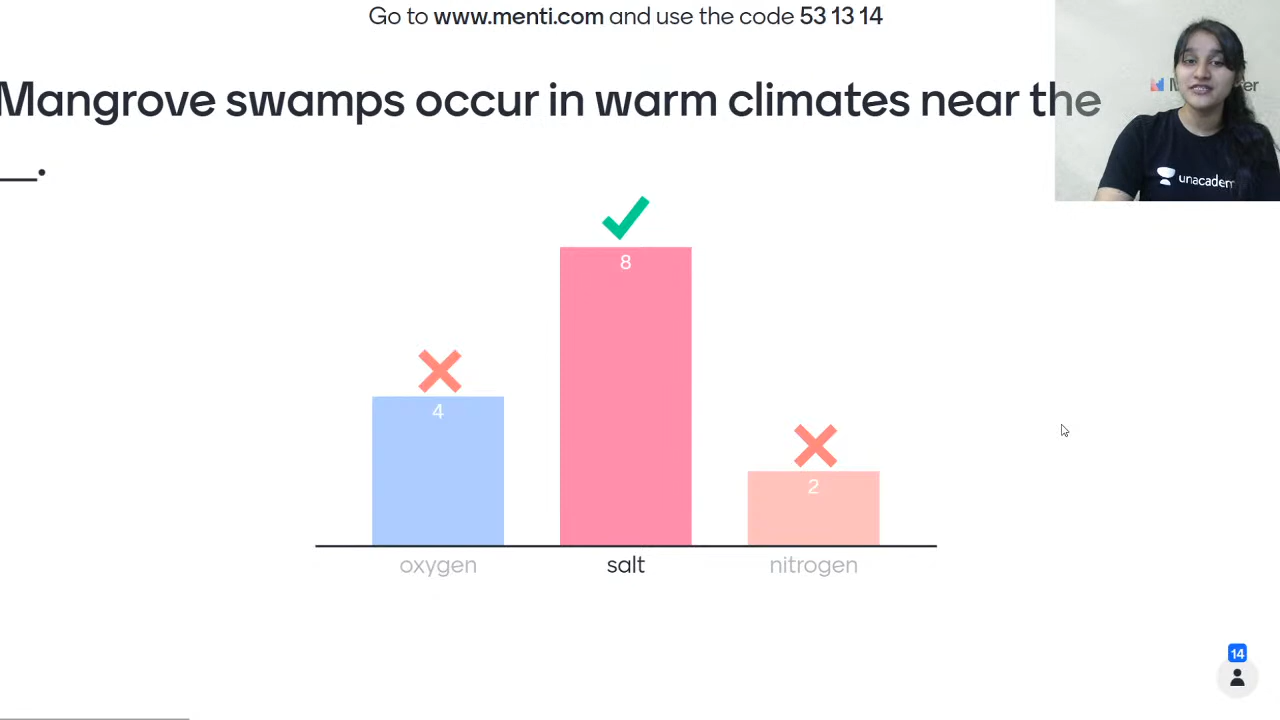 Go to www.menti.com and use the code 53 13 14
Mangrove swamps occur in warm climates near the
__.
unacadem
8
4
2
oxygen
salt
nitrogen
14